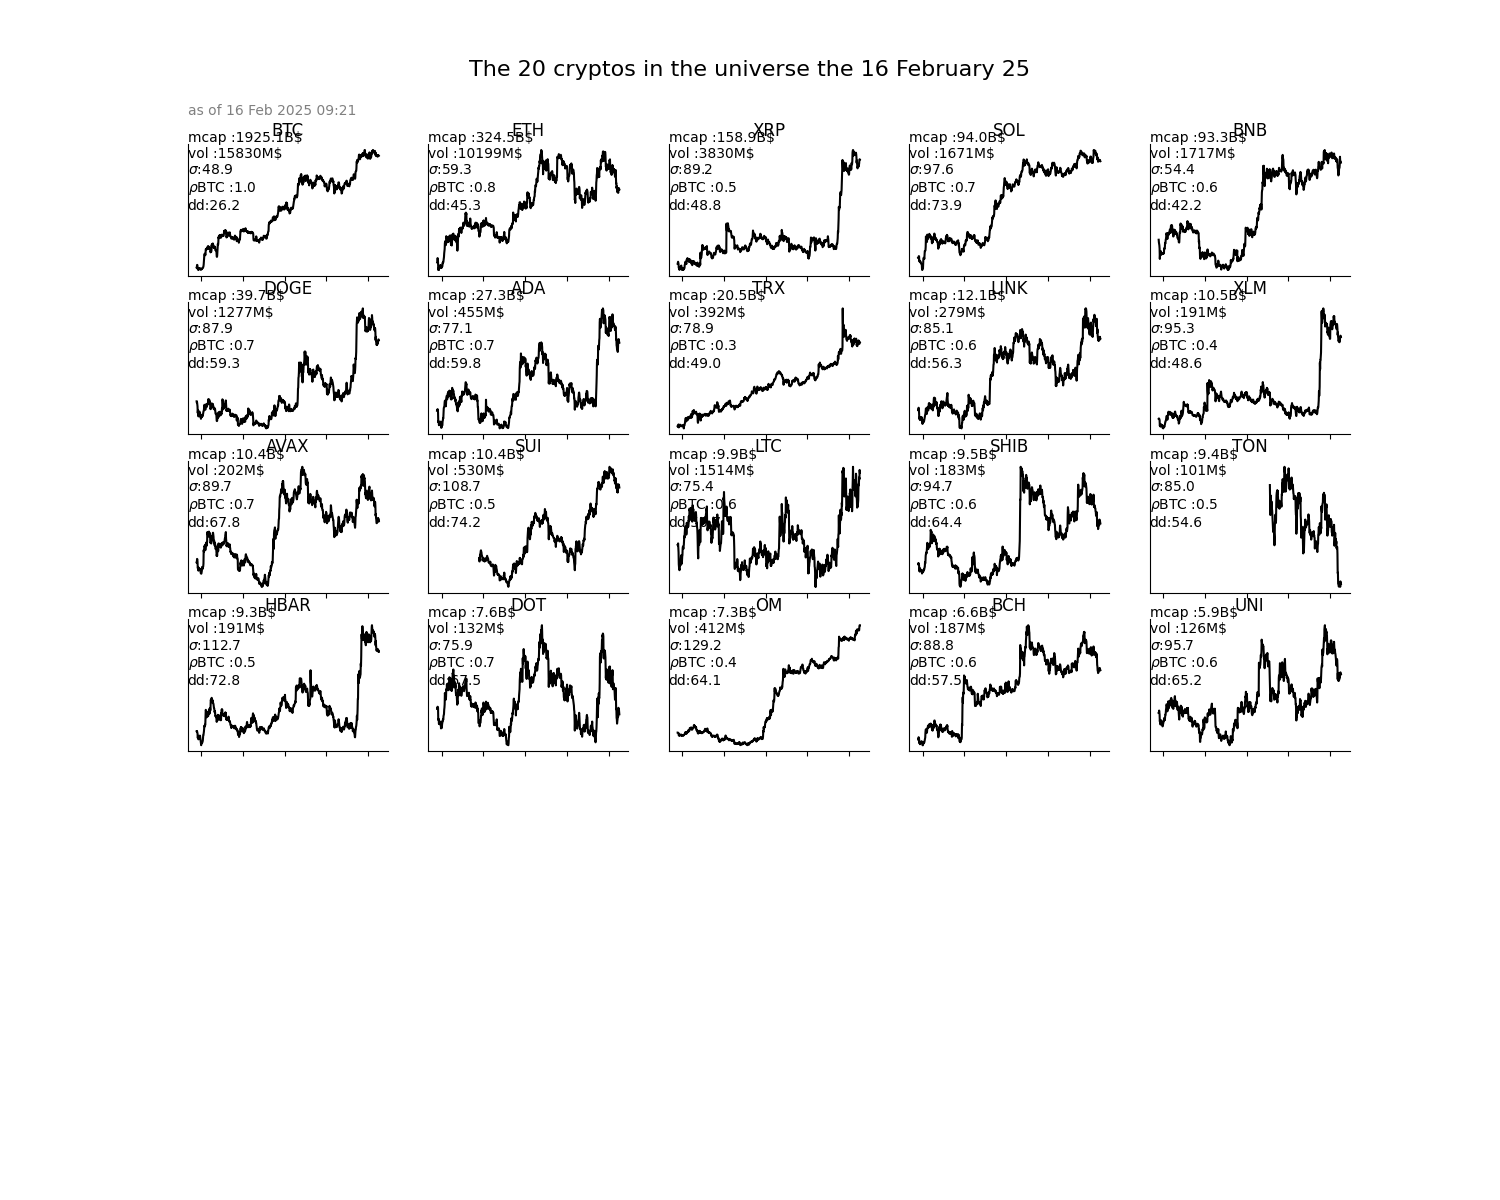 The 20 cryptos in the universe the 16 February 25
as of 16 Feb 2025 09:21
BTC
mcap :1925.1B$
vol :15830M$
σ:48.9
ρBTC :1.0
dd:26.2
ETH
mcap :324.5B$
vol :10199M$
σ:59.3
ρBTC :0.8
dd:45.3
XRP
mcap :158.9B$
vol :3830M$
σ:89.2
ρBTC :0.5
dd:48.8
SOL
mcap :94.0B$
vol :1671M$
σ:97.6
ρBTC :0.7
dd:73.9
BNB
mcap :93.3B$
vol :1717M$
σ:54.4
ρBTC :0.6
dd:42.2
DOGE
mcap :39.7B$
vol :1277M$
σ:87.9
ρBTC :0.7
dd:59.3
ADA
mcap :27.3B$
vol :455M$
σ:77.1
ρBTC :0.7
dd:59.8
TRX
mcap :20.5B$
vol :392M$
σ:78.9
ρBTC :0.3
dd:49.0
LINK
mcap :12.1B$
vol :279M$
σ:85.1
ρBTC :0.6
dd:56.3
XLM
mcap :10.5B$
vol :191M$
σ:95.3
ρBTC :0.4
dd:48.6
AVAX
mcap :10.4B$
vol :202M$
σ:89.7
ρBTC :0.7
dd:67.8
SUI
mcap :10.4B$
vol :530M$
σ:108.7
ρBTC :0.5
dd:74.2
LTC
mcap :9.9B$
vol :1514M$
σ:75.4
ρBTC :0.6
SHIB
mcap :9.5B$
vol :183M$
σ:94.7
ρBTC :0.6
dd:64.4
TON
mcap :9.4B$
vol :101M$
σ:85.0
ρBTC :0.5
dd:54.6
HBAR
mcap :9.3B$
vol :191M$
σ:112.7
ρBTC :0.5
dd:72.8
DOT
mcap :7.6B$
vol :132M$
σ:75.9
ρBTC :0.7
dd:57.5
OM
mcap :7.3B$
vol :412M$
σ:129.2
ρBTC :0.4
dd:64.1
BCH
mcap :6.6B$
vol :187M$
σ:88.8
ρBTC :0.6
dd:57.5
UNI
mcap :5.9B$
vol :126M$
σ:95.7
ρBTC :0.6
dd:65.2